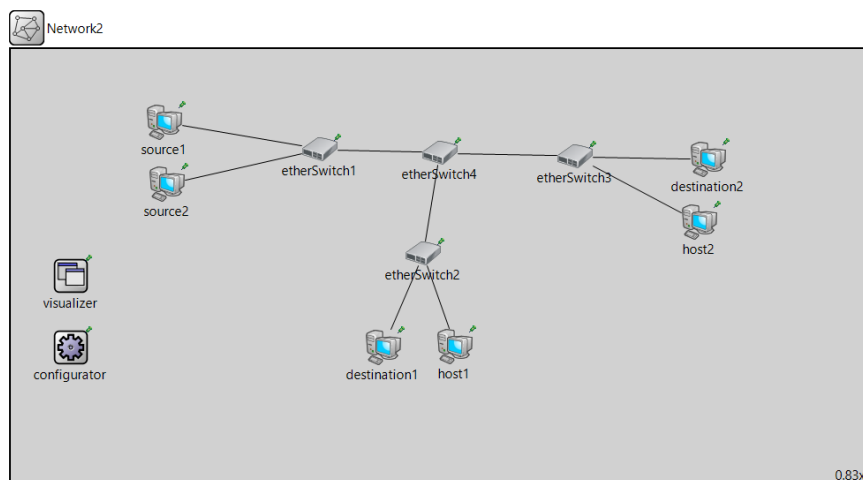 Network2
source1
etherSwitch1
etherSwitch4
etherSwitch3
destination2
source2
host2
etherSwitch2
visualizer
destination1
host1
configurator
0.83x